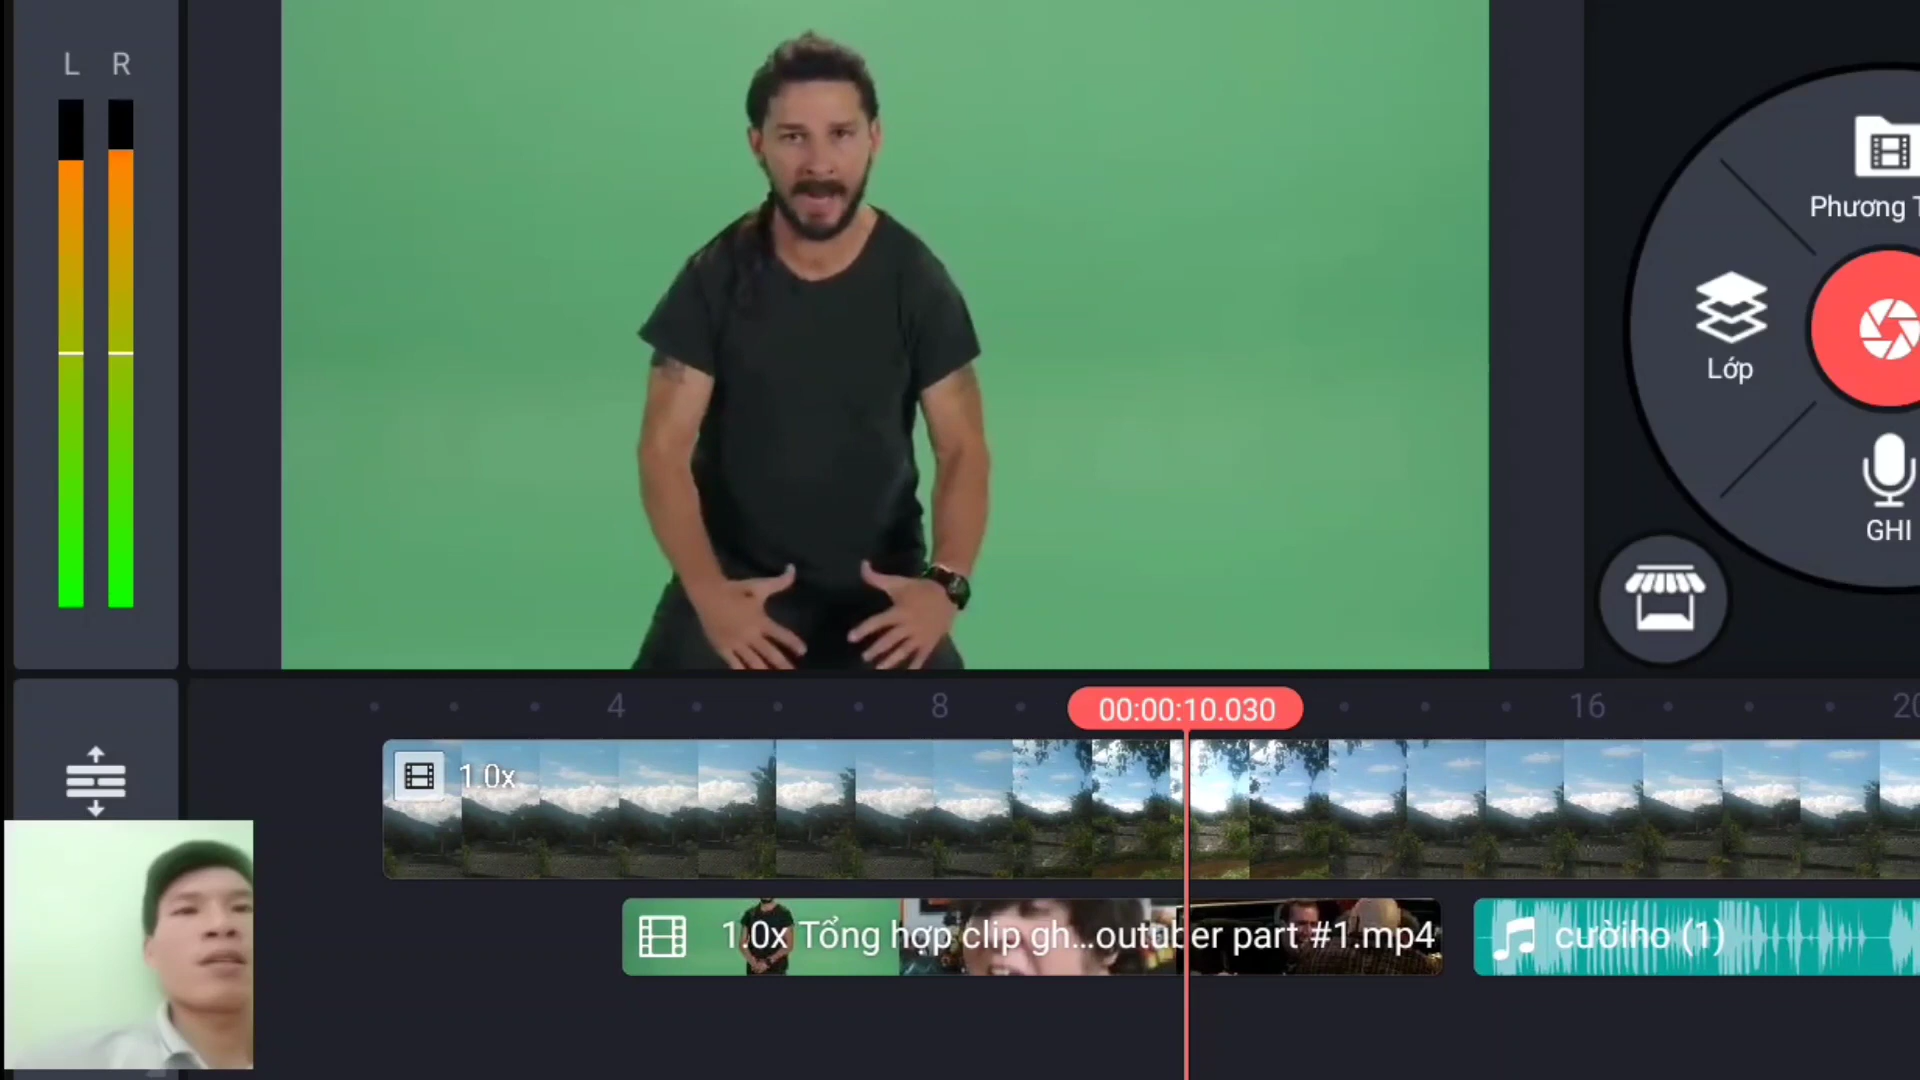 L R
Phương T
Lớp
GHI
4 8 00:00:10.030 16 20
1.0x
1.0x Tổng hợp clip gh...outuber part #1.mp4
cườiho (1)